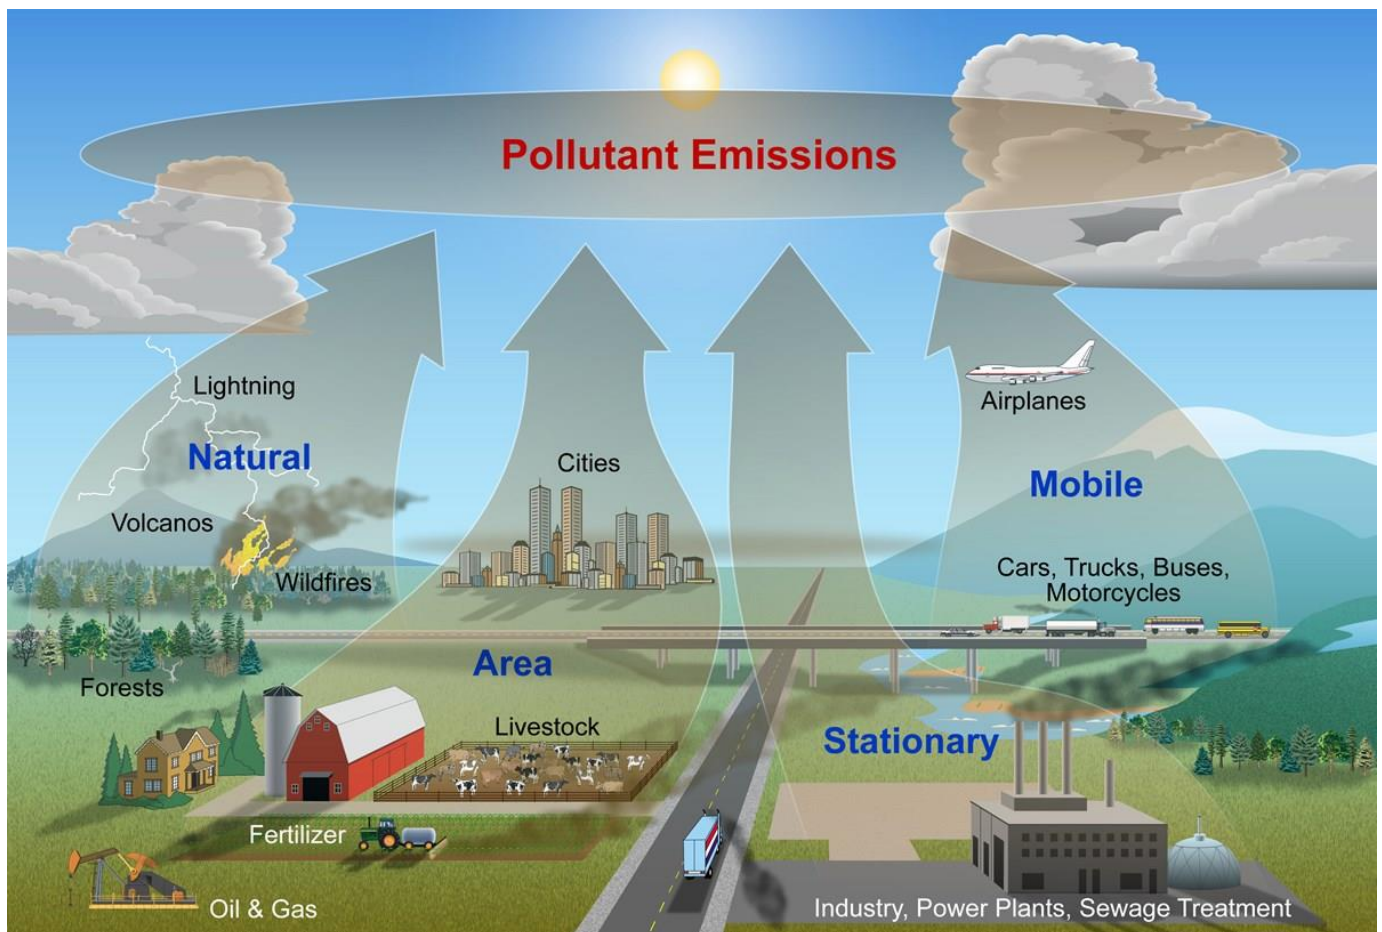 Pollutant Emissions
Lightning
Natural
Volcanos
Wildfires
Forests
Cities
Area
Livestock
Fertilizer
Oil & Gas
Airplanes
Mobile
Cars, Trucks, Buses,
Motorcycles
Stationary
Industry, Power Plants, Sewage Treatment